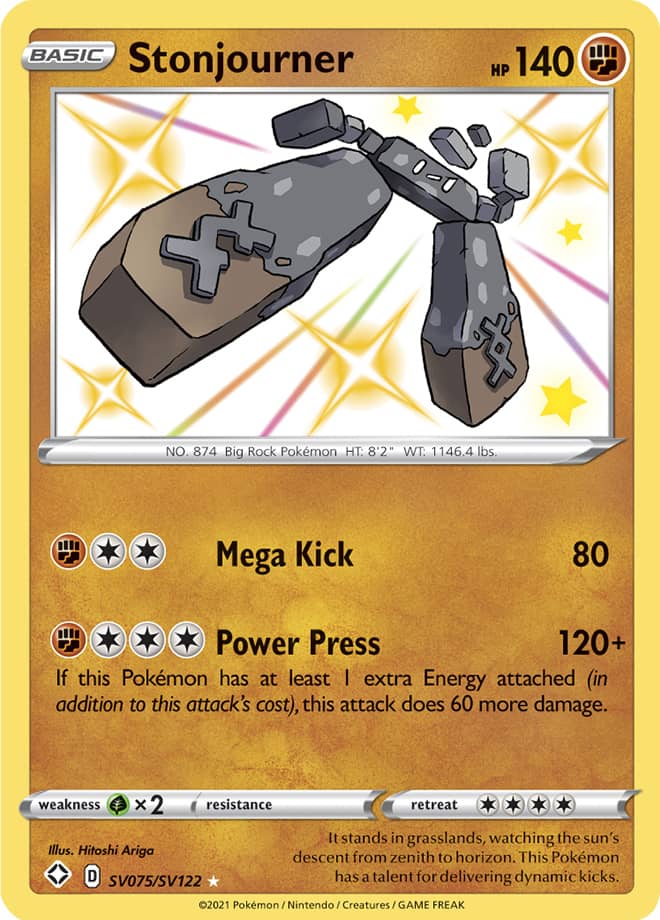 BASIC Stonjourner HP 140
NO. 874 Big Rock Pokémon HT: 8'2" WT: 1146.4 lbs.
Mega Kick 80
Power Press 120+
If this Pokémon has at least 1 extra Energy attached (in
addition to this attack's cost), this attack does 60 more damage.
weakness ×2 resistance retreat
Illus. Hitoshi Ariga
It stands in grasslands, watching the sun's
descent from zenith to horizon. This Pokémon
has a talent for delivering dynamic kicks.
D SV075/SV122
©2021 Pokémon / Nintendo / Creatures / GAME FREAK